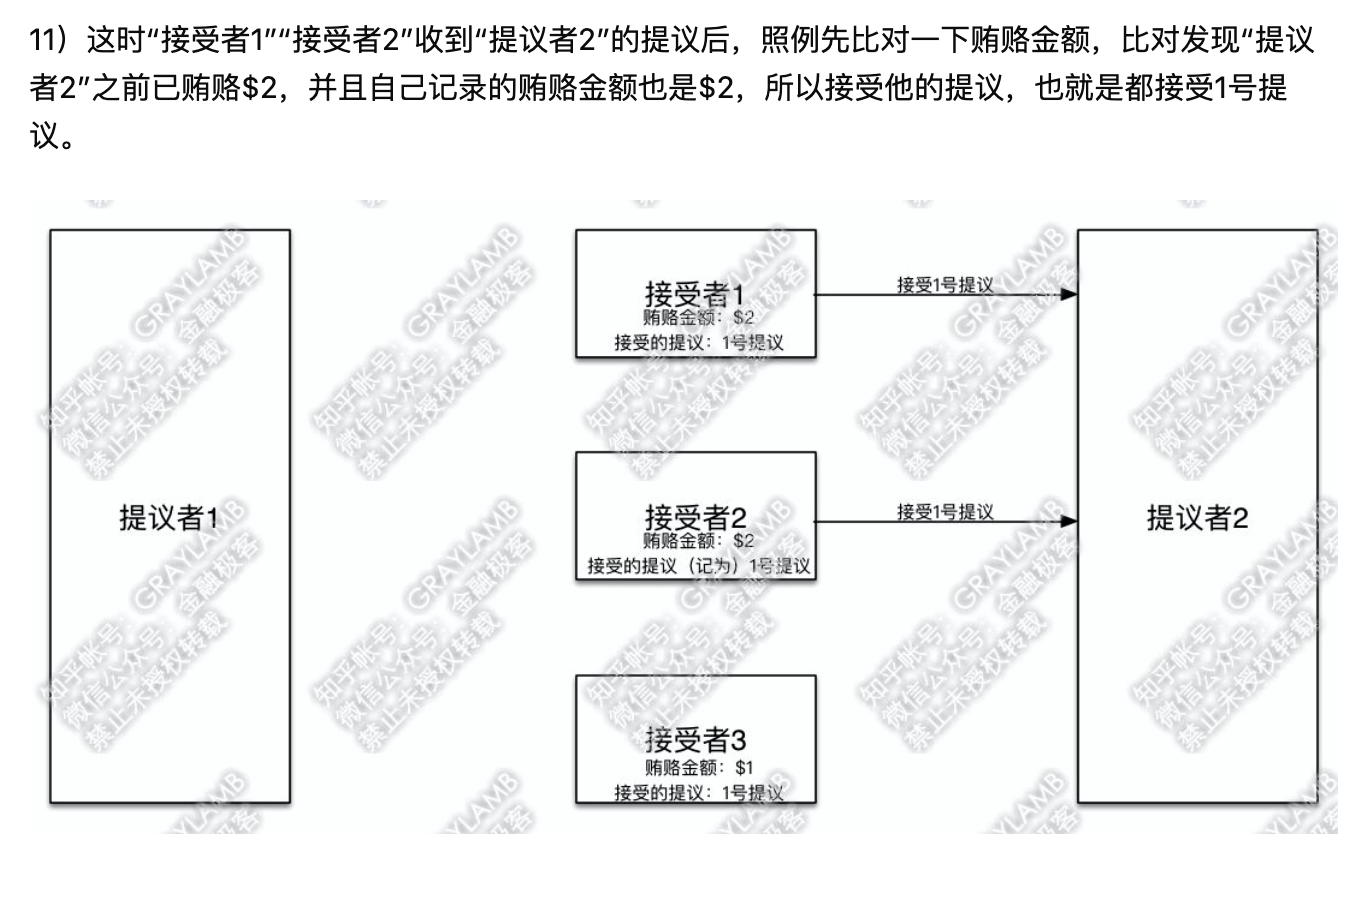 11）这时“接受者1”“接受者2”收到“提议者2”的提议后，照例先比对一下贿赂金额，比对发现“提议
者2”之前已贿赂$2，并且自己记录的贿赂金额也是$2，所以接受他的提议，也就是都接受1号提
议。
接受者1
贿赂金额：$2
接受的提议：1号提议
接受1号提议
提议者1
接受者2
贿赂金额：$2
接受的提议（记为）1号提议
接受1号提议
提议者2
接受者3
贿赂金额：$1
接受的提议：1号提议
知乎帐号：GRAYLAMB
微信公众号：金融极客
禁止未授权转载